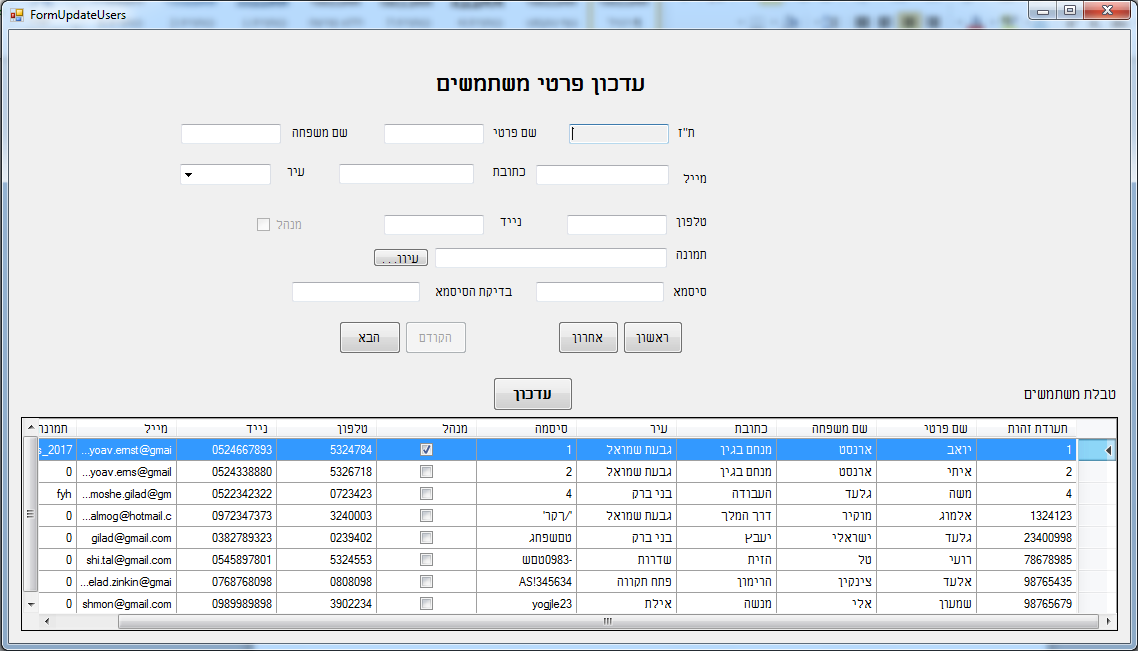 FormUpdateUsers
עדכון פרטי משתמשים
ת"ז שם פרטי שם משפחה
מייל כתובת עיר
טלפון נייד מנהל
תמונה עיון...
סיסמא בדיקת הסיסמא
ראשון אחרון הקודם הבא
עדכון
טבלת משתמשים
תעודת זהות שם פרטי שם משפחה כתובת עיר סיסמה מנהל טלפון נייד מייל תמונה
1 יואב ארנסט מנחם בגין גבעת שמואל 1 5324784 0524667893 yoav.ernst@gmai... s_2017
2 איתי ארנסט מנחם בגין גבעת שמואל 2 5326718 0524338880 yoav.erns@gmail... 0
4 משה גלעד העבודה בני ברק 4 0723423 0522342322 moshe.gilad@gm... fyh
1324123 אלמוג מוקיר דרך המלך גבעת שמואל 3240003 0972347373 almog@hotmail.c... 0
23400998 גלעד ישראלי יעבץ בני ברק טםשפחג 0239402 0382789323 gilad@gmail.com 0
78678985 רועי טל הזית שדרות 5324553 0545897801 shi.tal@gmail.com 0
98765435 אלעד צינקין הרימון פתח תקווה AS!345634 0808098 0768768098 elad.zinkin@gmai... 0
98765679 שמעון אלי מנשה אילת yogjle23 3902234 0989989898 shmon@gmail.com 0